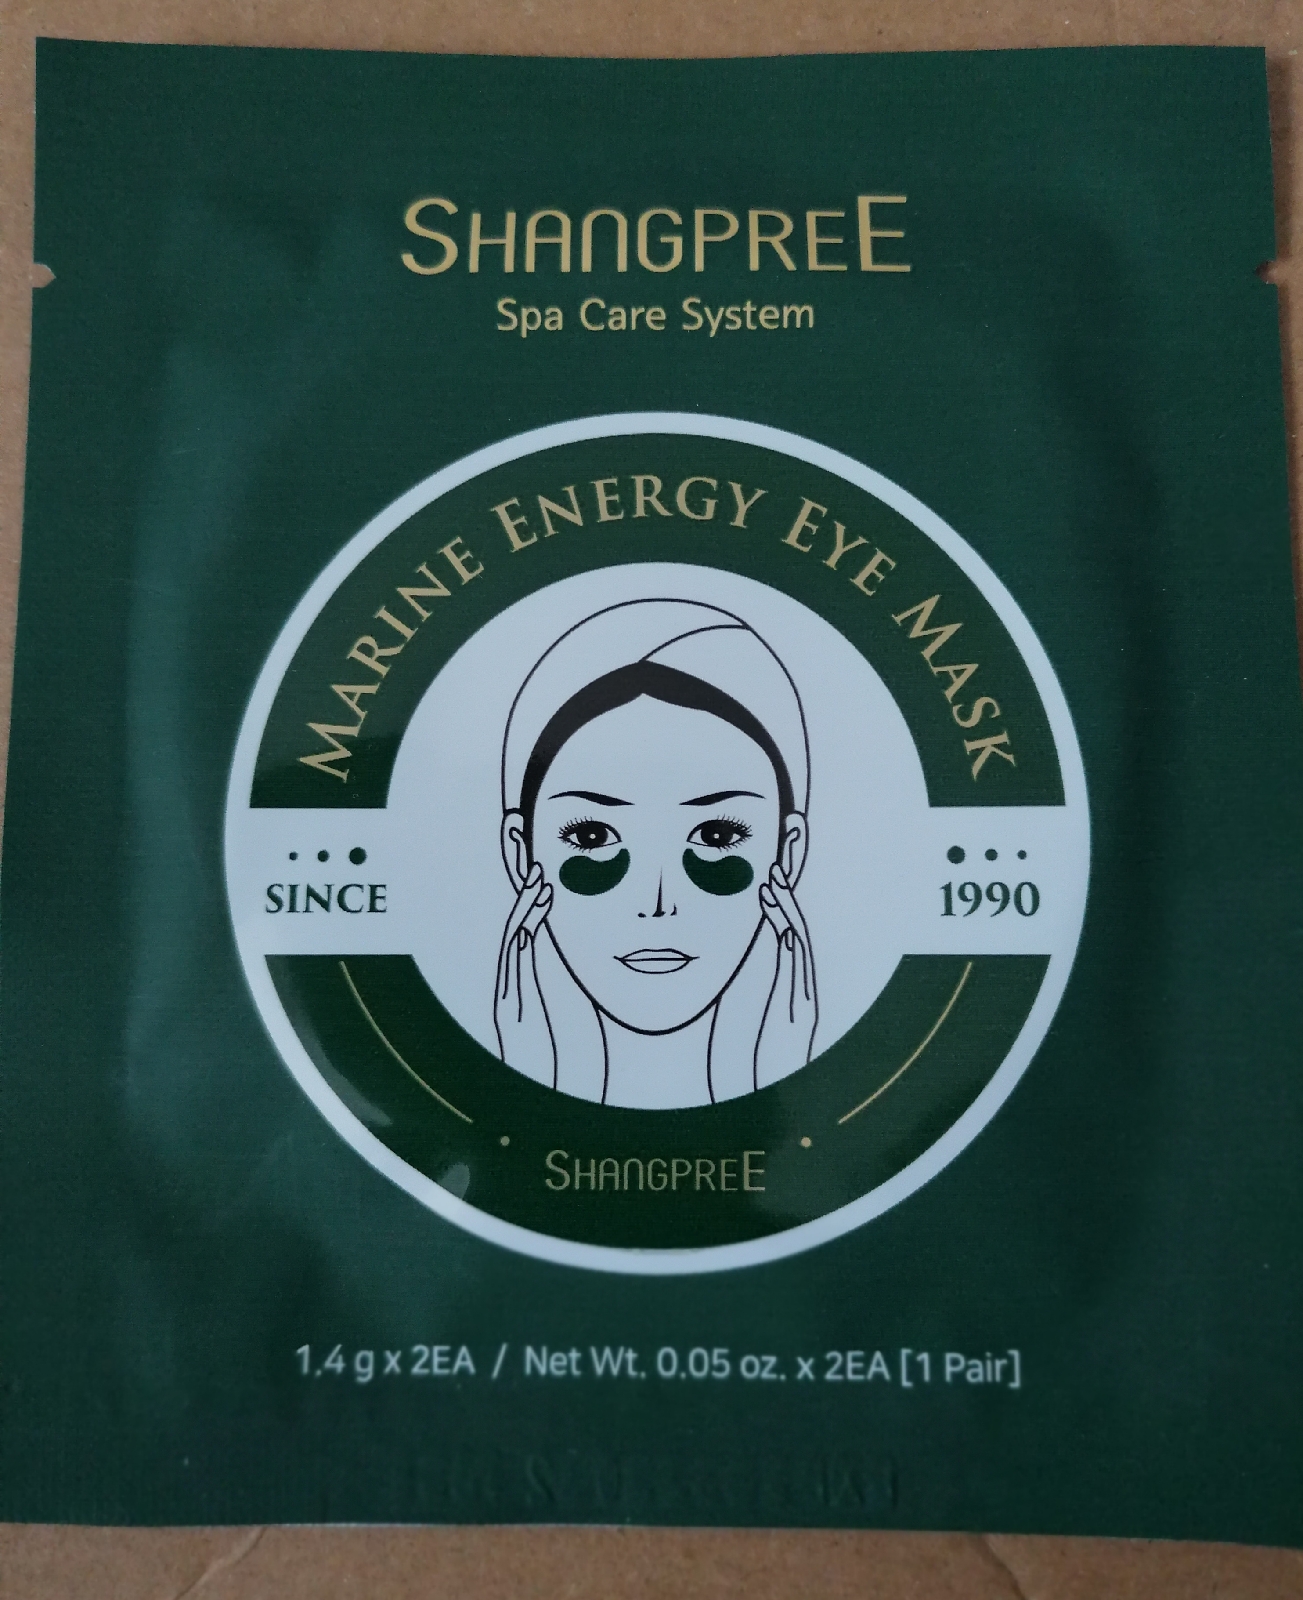 SHANGPREE
Spa Care System
MARINE ENERGY EYE MASK
SINCE
1990
SHANGPREE
1.4 g x 2EA / Net Wt. 0.05 oz. x 2EA [1 Pair]